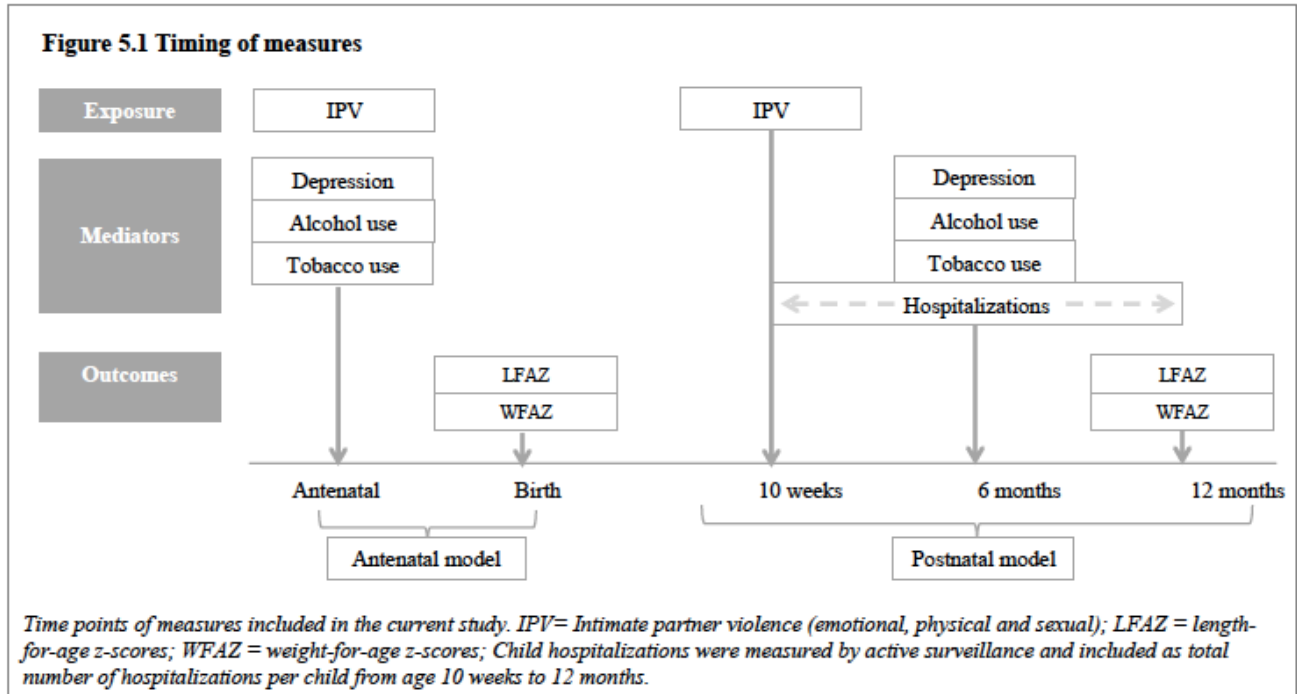 Figure 5.1 Timing of measures
Exposure
IPV
IPV
Mediators
Depression
Alcohol use
Tobacco use
Depression
Alcohol use
Tobacco use
Hospitalizations
Outcomes
LFAZ
WFAZ
LFAZ
WFAZ
Antenatal
Birth
10 weeks
6 months
12 months
Antenatal model
Postnatal model
Time points of measures included in the current study. IPV= Intimate partner violence (emotional, physical and sexual); LFAZ = length-
for-age z-scores; WFAZ = weight-for-age z-scores; Child hospitalizations were measured by active surveillance and included as total
number of hospitalizations per child from age 10 weeks to 12 months.